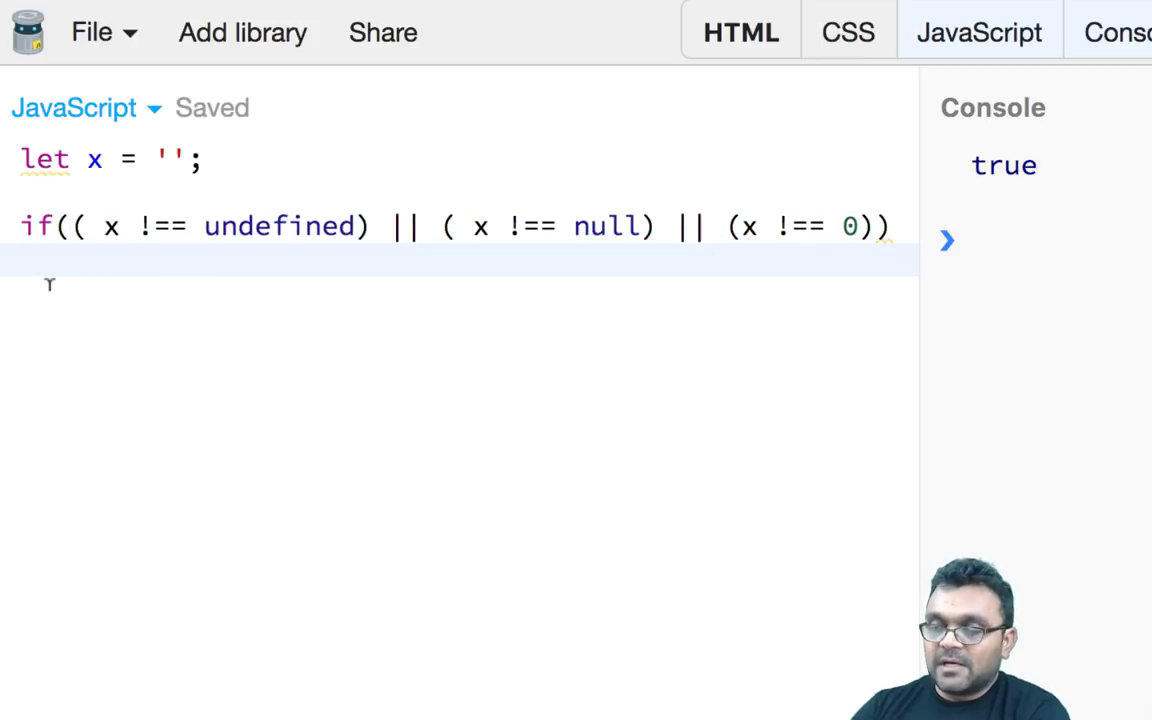 File Add library Share HTML CSS JavaScript Conso
JavaScript Saved
Console
let x = '';
true
if(( x !== undefined) || ( x !== null) || (x !== 0))